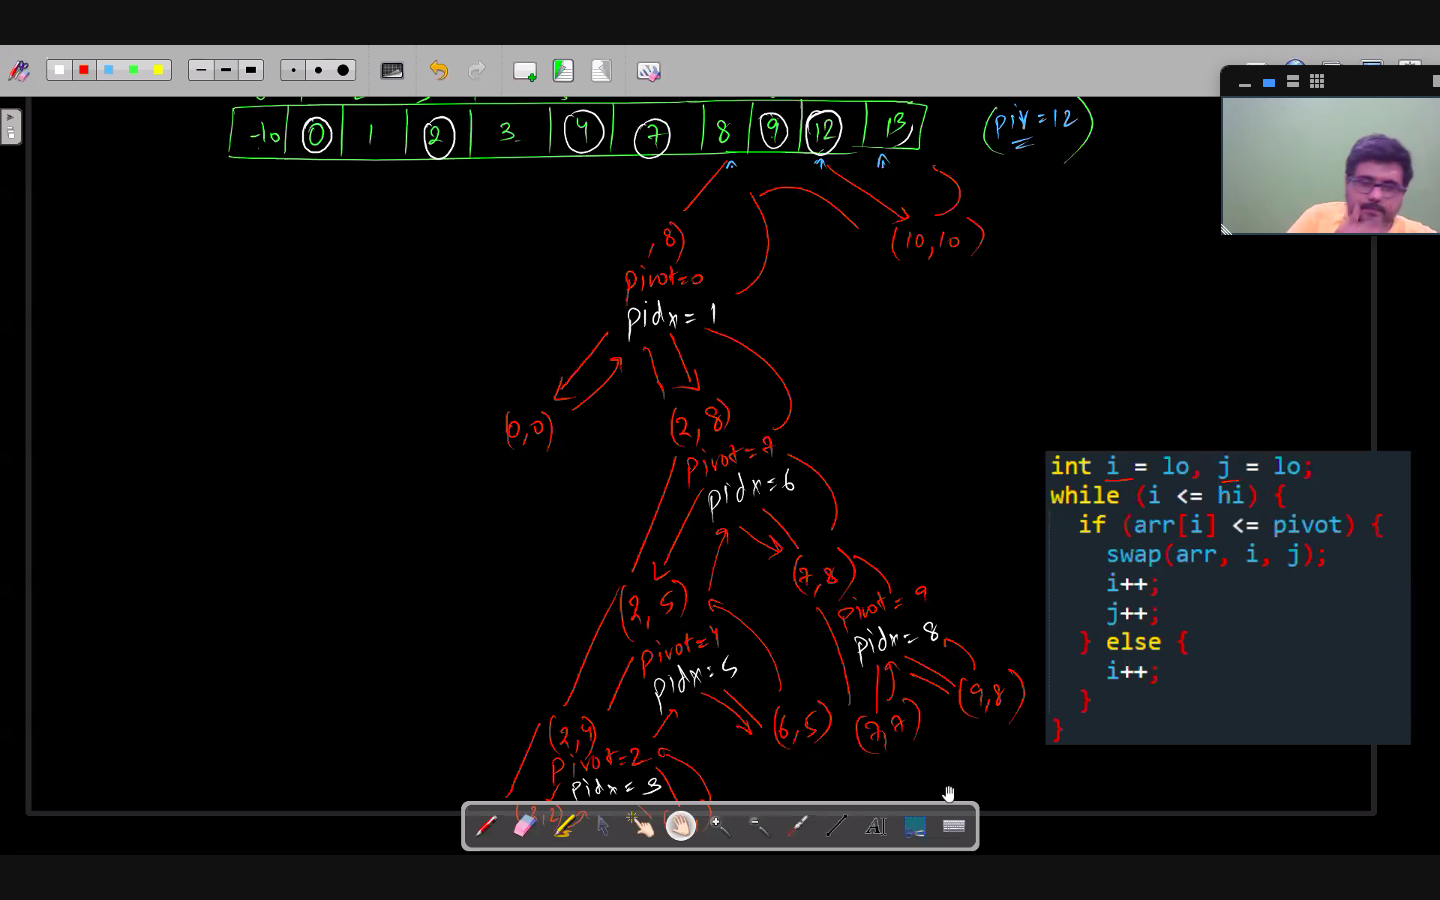 -10 0 1 2 3 4 7 8 9 12 13 (piv=12)
, 8) (10,10)
pivot=0
pidx=1
(0,0) (2,8)
pivot=7
pidx=6
(2,5) (7,8)
pivot=4 pivot=9
pidx=5 pidx=8
(2,4) (6,5) (7,7) (9,8)
pivot=2
pidx=3
int i = lo, j = lo;
while (i <= hi) {
if (arr[i] <= pivot) {
swap(arr, i, j);
i++;
j++;
} else {
i++;
}
}
AI